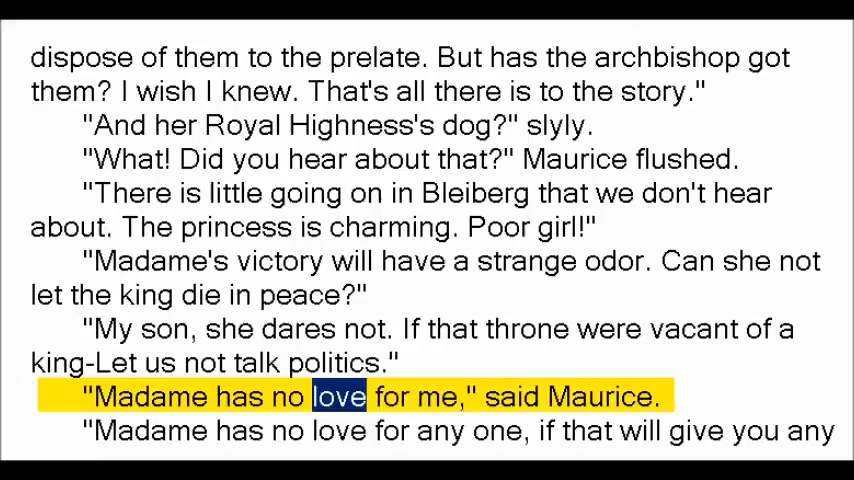 dispose of them to the prelate. But has the archbishop got
them? I wish I knew. That's all there is to the story."
"And her Royal Highness's dog?" slyly.
"What! Did you hear about that?" Maurice flushed.
"There is little going on in Bleiberg that we don't hear
about. The princess is charming. Poor girl!"
"Madame's victory will have a strange odor. Can she not
let the king die in peace?"
"My son, she dares not. If that throne were vacant of a
king-Let us not talk politics."
"Madame has no love for me," said Maurice.
"Madame has no love for any one, if that will give you any